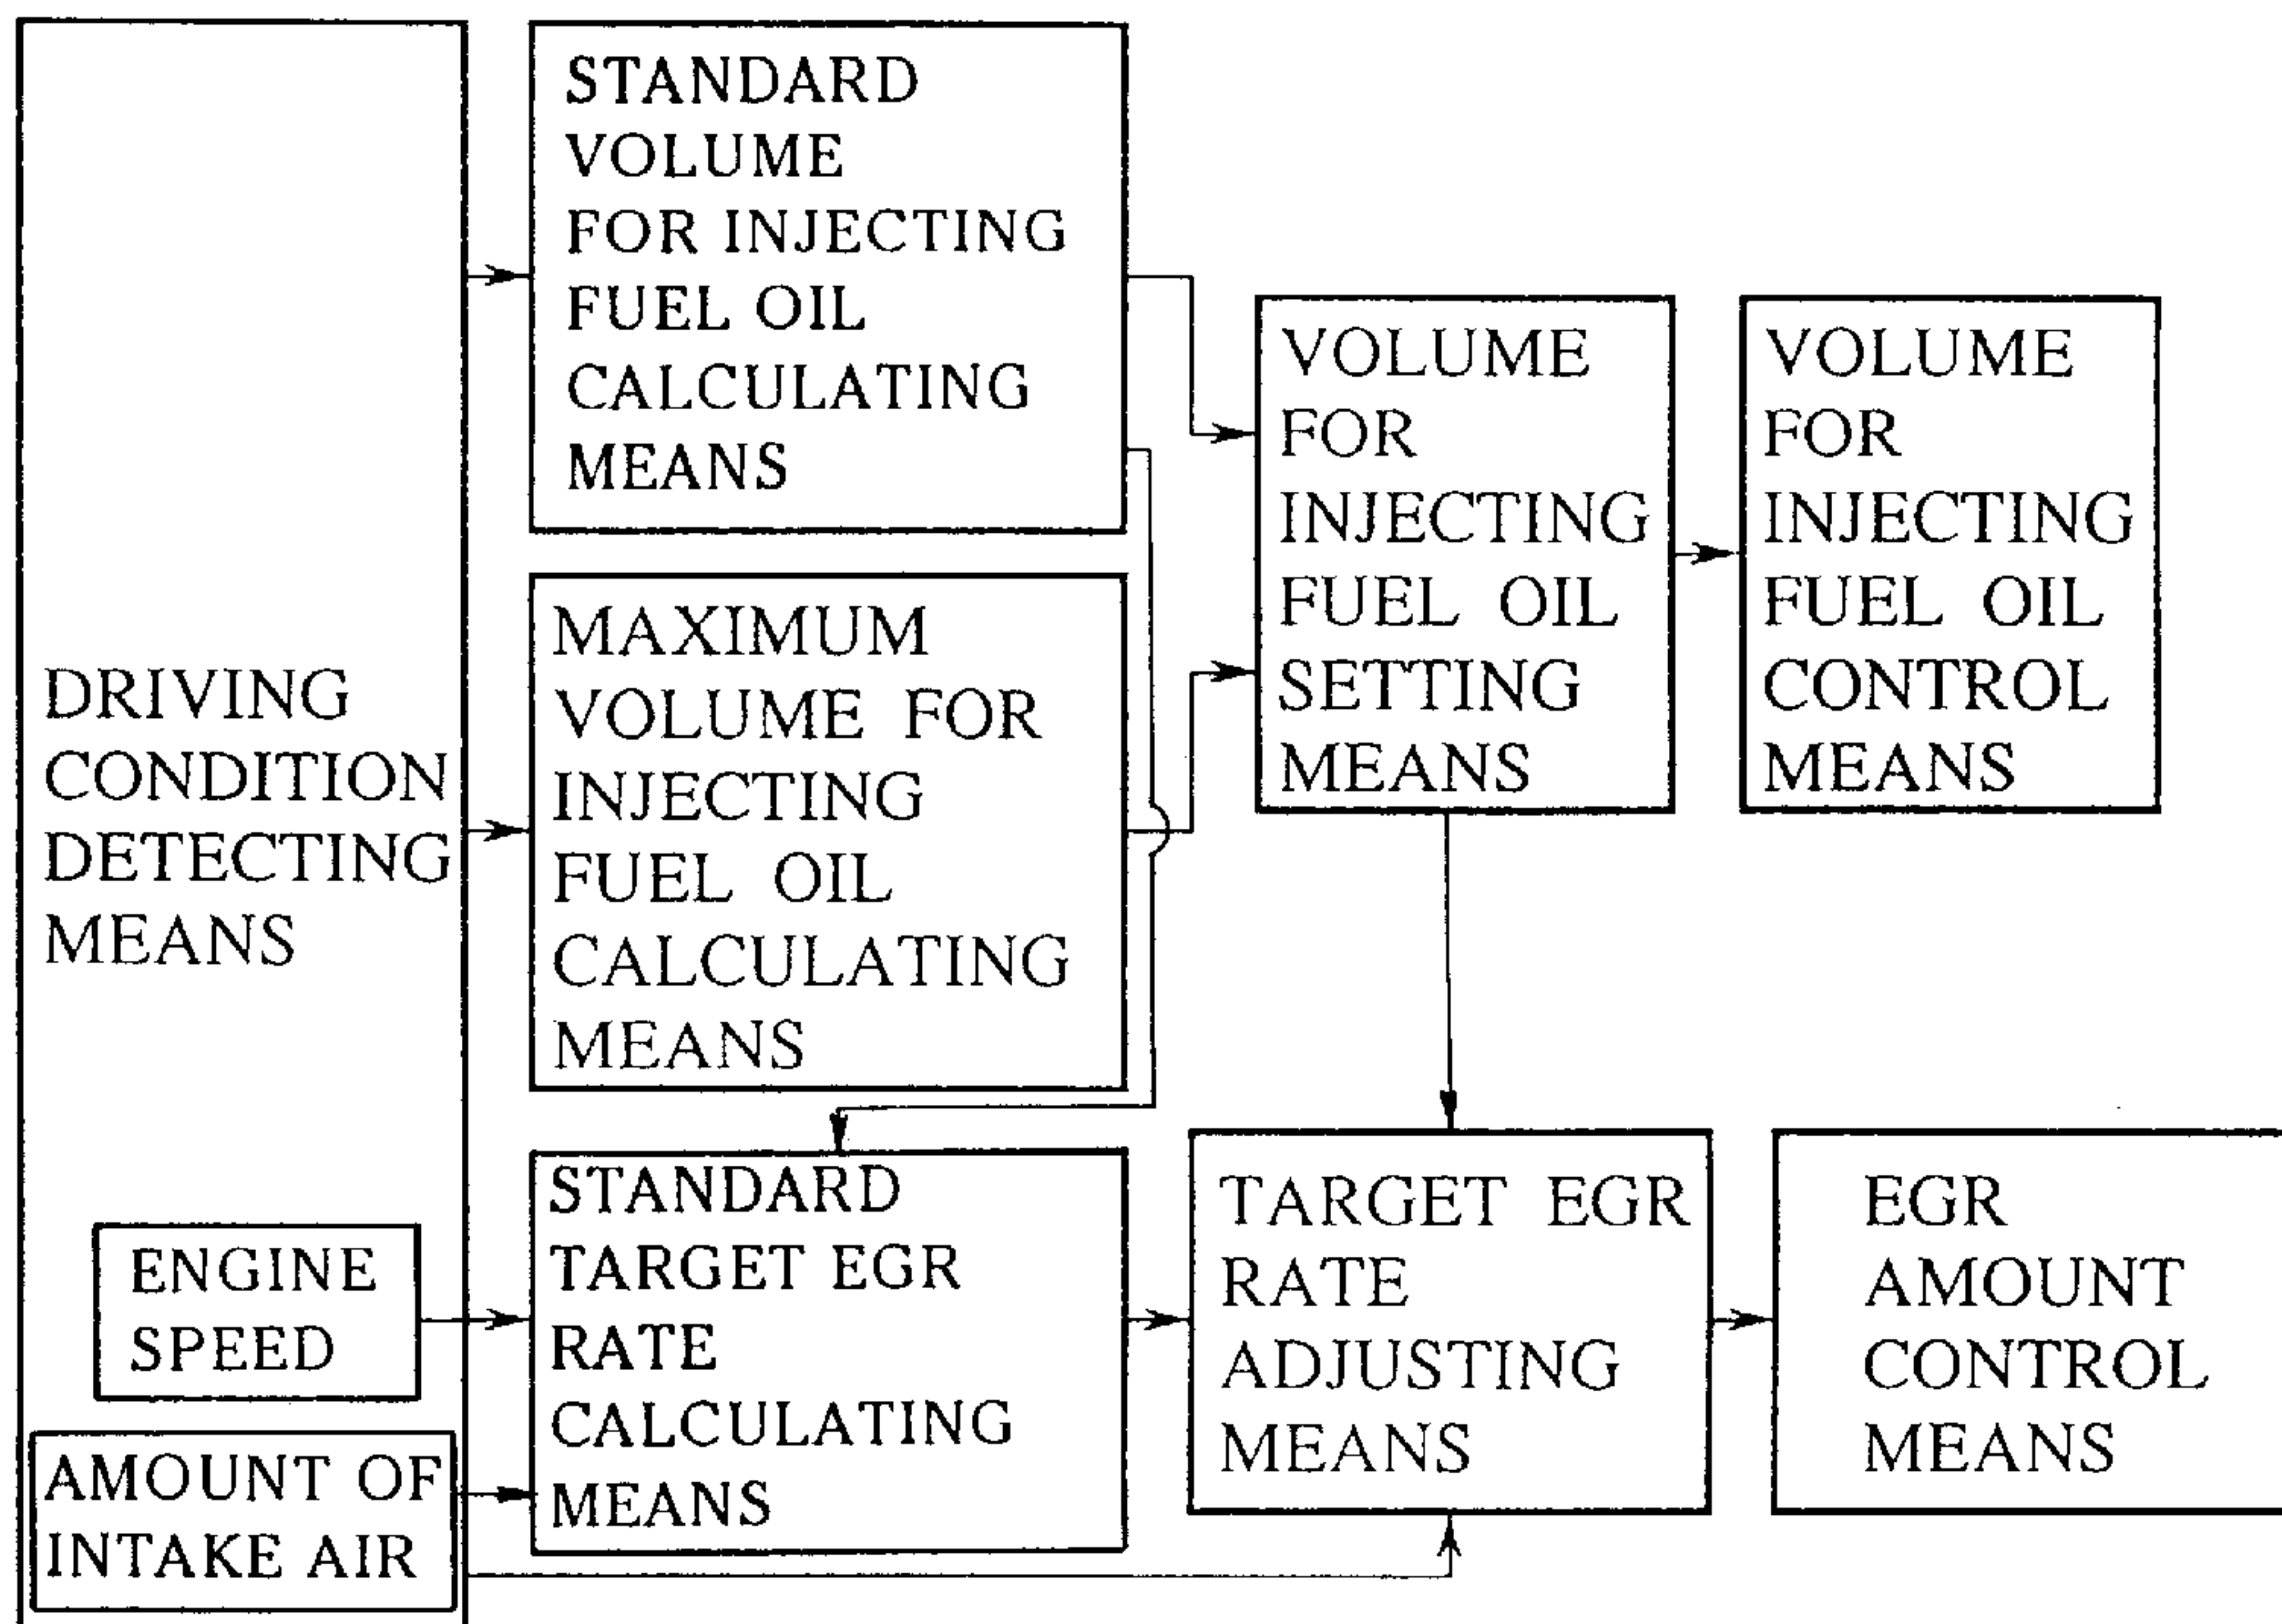 DRIVING
CONDITION
DETECTING
MEANS
ENGINE
SPEED
AMOUNT OF
INTAKE AIR
STANDARD
VOLUME
FOR INJECTING
FUEL OIL
CALCULATING
MEANS
MAXIMUM
VOLUME FOR
INJECTING
FUEL OIL
CALCULATING
MEANS
STANDARD
TARGET EGR
RATE
CALCULATING
MEANS
VOLUME
FOR
INJECTING
FUEL OIL
SETTING
MEANS
VOLUME
FOR
INJECTING
FUEL OIL
CONTROL
MEANS
TARGET EGR
RATE
ADJUSTING
MEANS
EGR
AMOUNT
CONTROL
MEANS